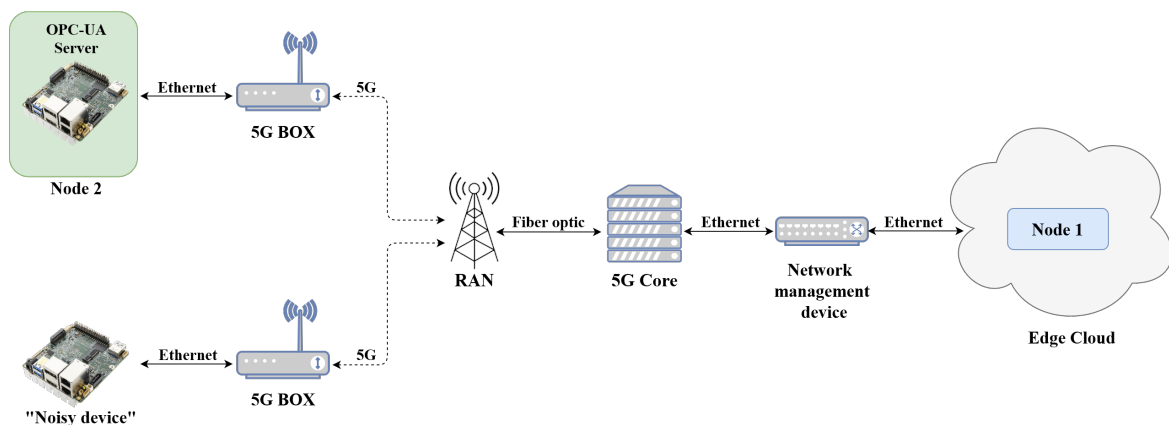 OPC-UA
Server
Node 2
Ethernet
5G BOX
5G
"Noisy device"
Ethernet
5G BOX
5G
RAN
Fiber optic
5G Core
Ethernet
Network
management
device
Ethernet
Node 1
Edge Cloud